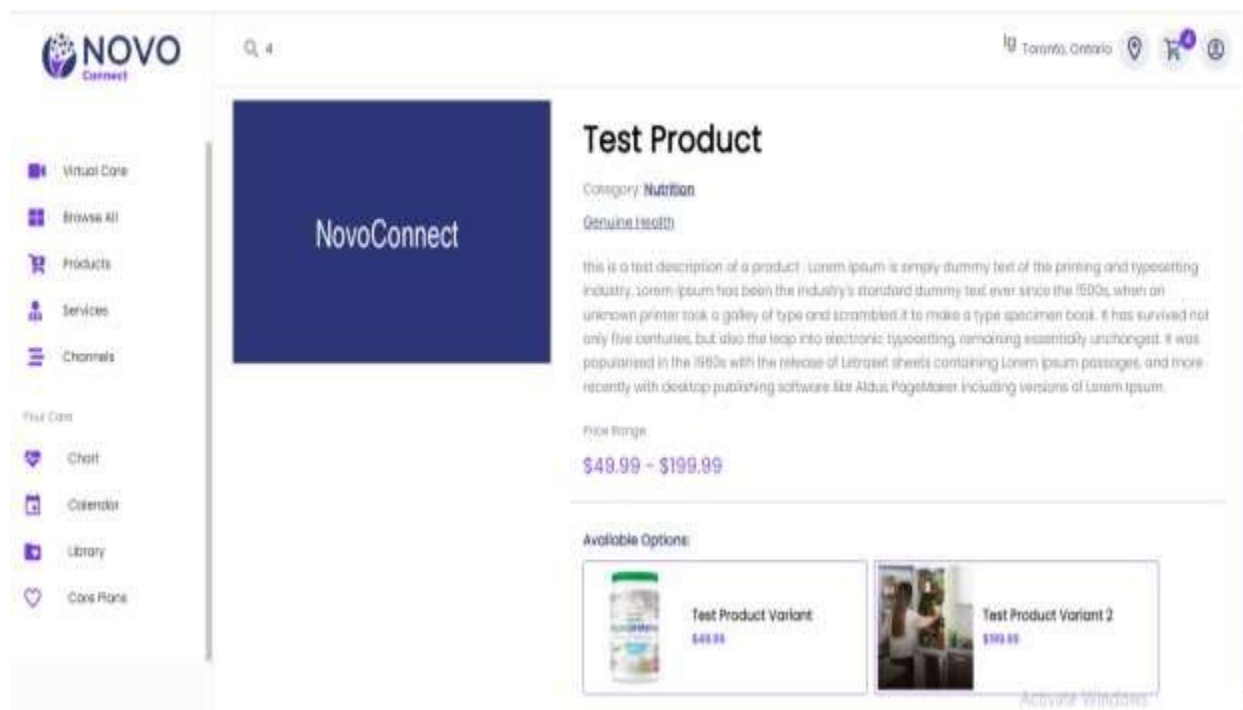 NOVO
Connect
4
Toronto, Ontario
4
Virtual Care
Browse All
Products
Services
Channels
Your Care
Chart
Calendar
Library
Care Plans
NovoConnect
Test Product
Category: Nutrition
Genuine Health
this is a test description of a product . Lorem Ipsum is simply dummy text of the printing and typesetting
industry. Lorem Ipsum has been the industry's standard dummy text ever since the 1500s, when an
unknown printer took a galley of type and scrambled it to make a type specimen book. It has survived not
only five centuries, but also the leap into electronic typesetting, remaining essentially unchanged. It was
popularised in the 1960s with the release of Letraset sheets containing Lorem Ipsum passages, and more
recently with desktop publishing software like Aldus PageMaker including versions of Lorem Ipsum.
Price Range
$49.99 - $199.99
Available Options:
Test Product Variant
$49.99
Test Product Variant 2
$199.99
Activate Windows